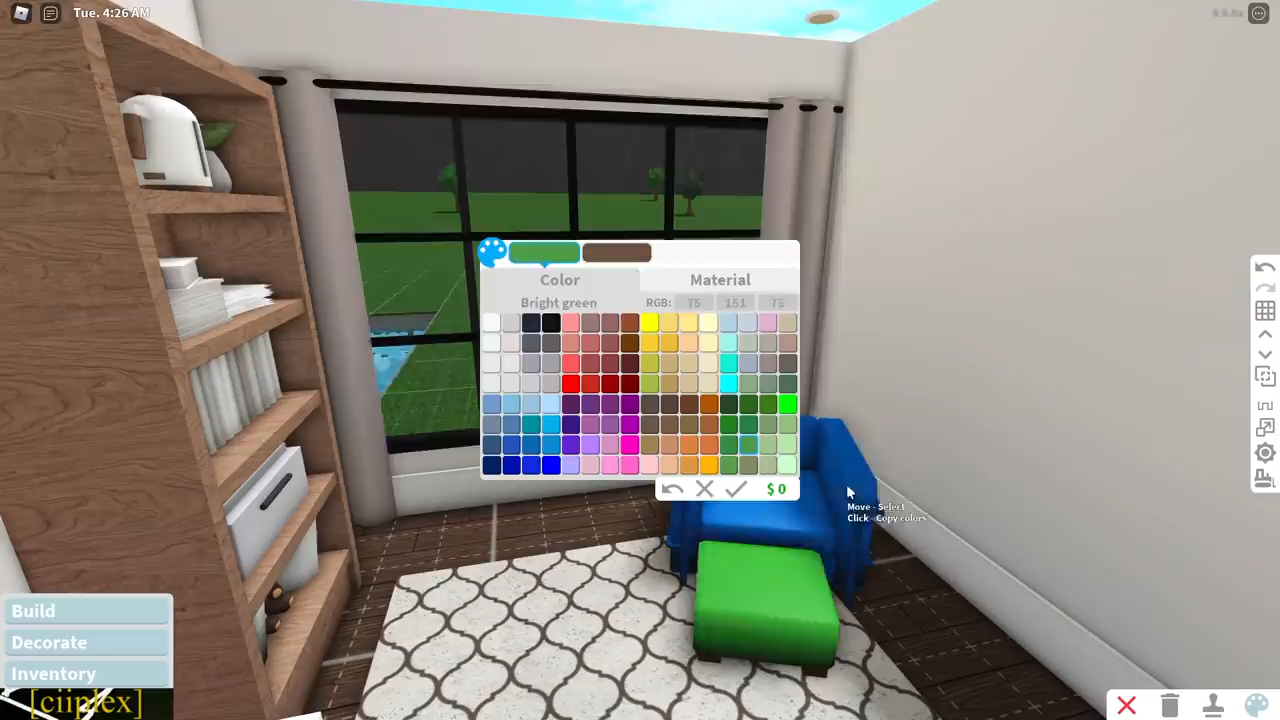 Tue. 4:26 AM
Color
Material
Bright green
RGB: 75 151 75
$ 0
Move - Select
Click - Copy colors
Build
Decorate
Inventory
[ciiplex]